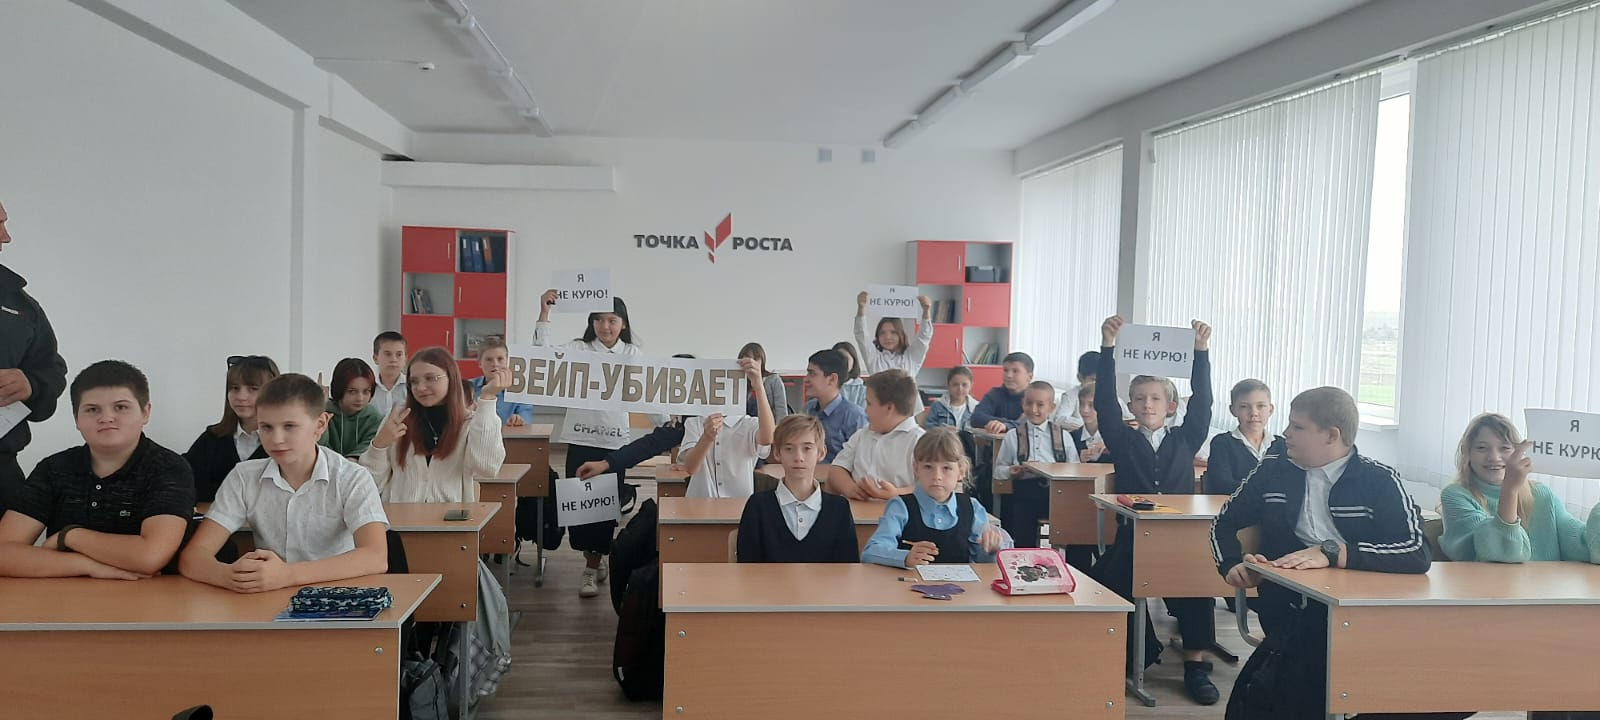 ТОЧКА РОСТА
Я
НЕ КУРЮ!
Я
НЕ КУРЮ!
Я
НЕ КУРЮ!
ВЕЙП-УБИВАЕТ
CHANEL
Я
НЕ КУРЮ!
Я
НЕ КУРЮ